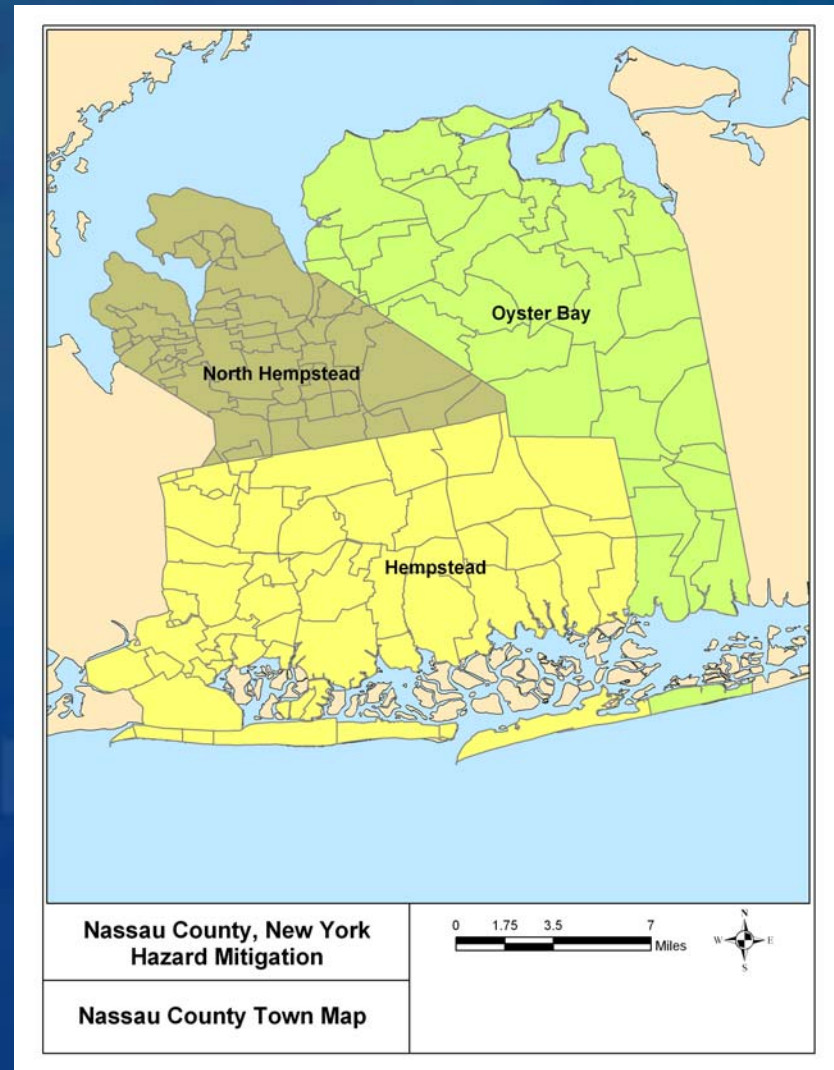 Oyster Bay
North Hempstead
Hempstead
Nassau County, New York
Hazard Mitigation
Nassau County Town Map
0 1.75 3.5 7
Miles
N
W E
S